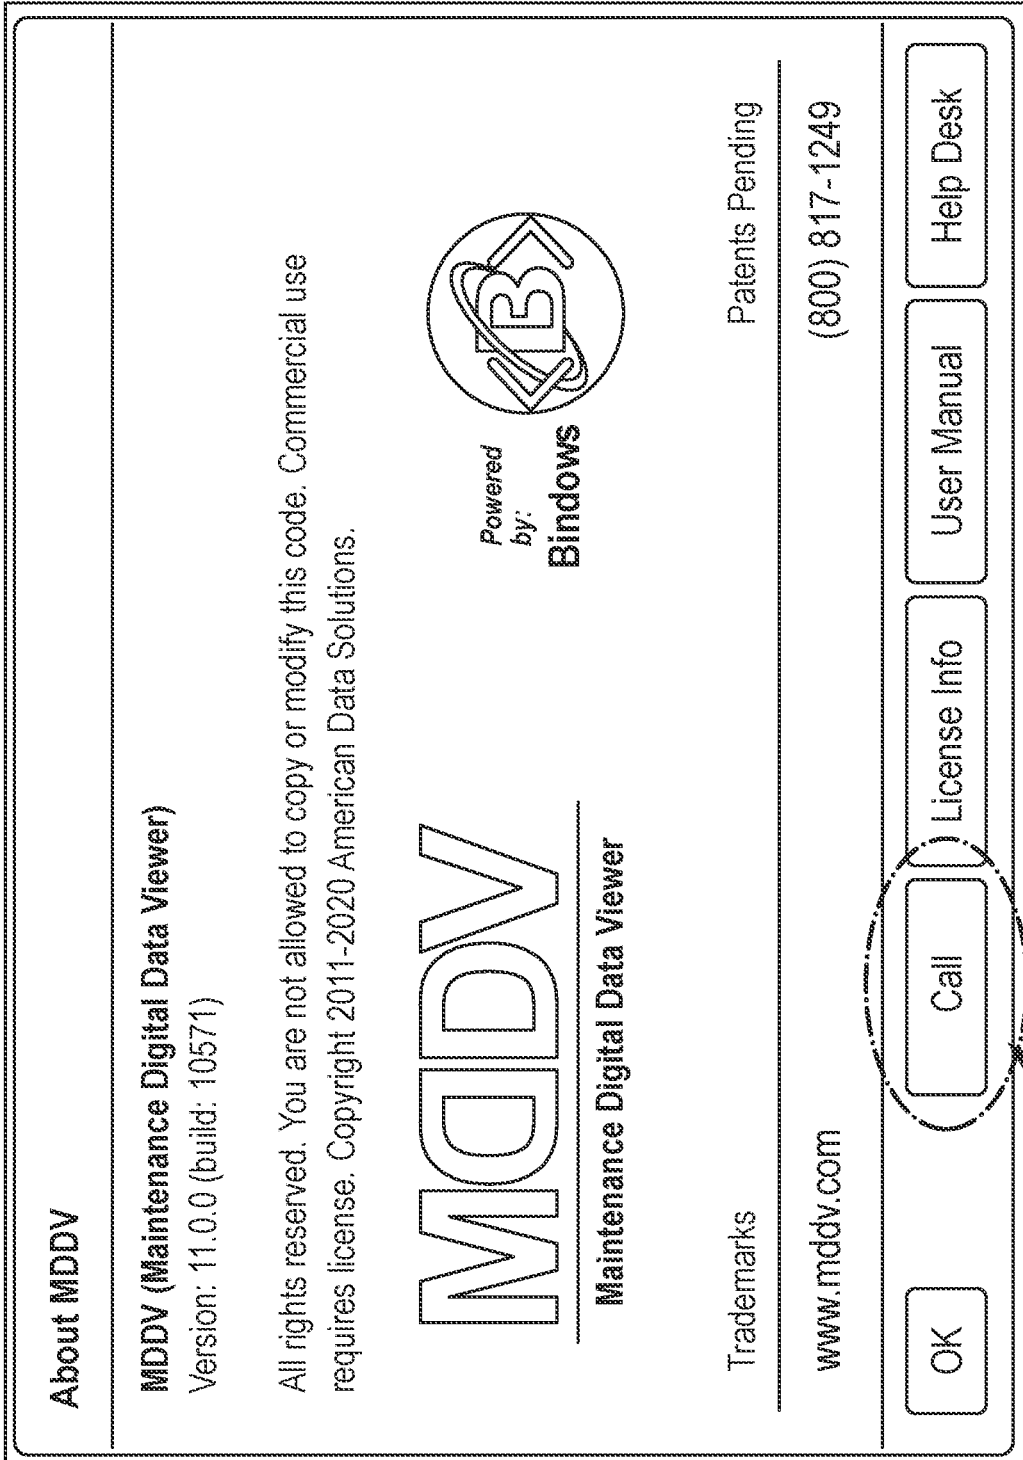 About MDDV
MDDV (Maintenance Digital Data Viewer)
Version: 11.0.0 (build: 10571)
All rights reserved. You are not allowed to copy or modify this code. Commercial use
requires license. Copyright 2011-2020 American Data Solutions.
MDDV
Maintenance Digital Data Viewer
Powered
by:
Bindows
<B>
Trademarks
Patents Pending
www.mddv.com
(800) 817-1249
OK
Call
License Info
User Manual
Help Desk